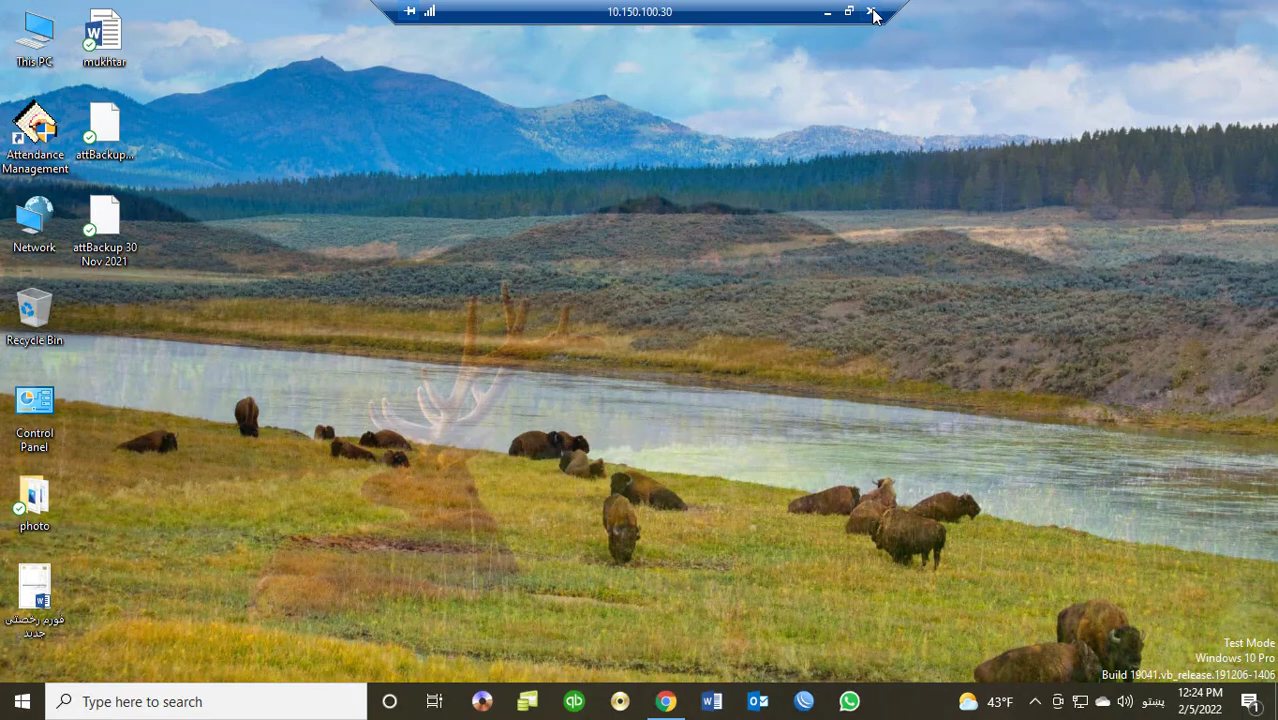 10.150.100.30
This PC
mukhtar
Attendance
Management
attBackup...
Network
attBackup 30
Nov 2021
Recycle Bin
Control
Panel
photo
فورم رخصتی
جدید
Test Mode
Windows 10 Pro
Build 19041.vb_release.191206-1406
Type here to search
qb
43°F
پښتو
12:24 PM
2/5/2022
1